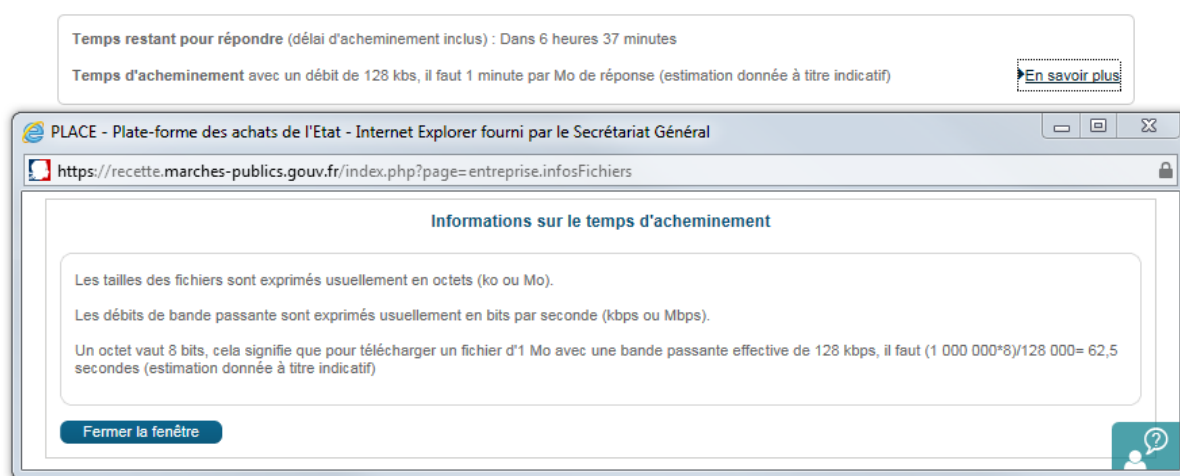 Temps restant pour répondre (délai d'acheminement inclus) : Dans 6 heures 37 minutes
Temps d'acheminement avec un débit de 128 kbs, il faut 1 minute par Mo de réponse (estimation donnée à titre indicatif)
En savoir plus
PLACE - Plate-forme des achats de l'Etat - Internet Explorer fourni par le Secrétariat Général
https://recette.marches-publics.gouv.fr/index.php?page=entreprise.infosFichiers
Informations sur le temps d'acheminement
Les tailles des fichiers sont exprimés usuellement en octets (ko ou Mo).
Les débits de bande passante sont exprimés usuellement en bits par seconde (kbps ou Mbps).
Un octet vaut 8 bits, cela signifie que pour télécharger un fichier d'1 Mo avec une bande passante effective de 128 kbps, il faut (1 000 000*8)/128 000= 62,5
secondes (estimation donnée à titre indicatif)
Fermer la fenêtre
?